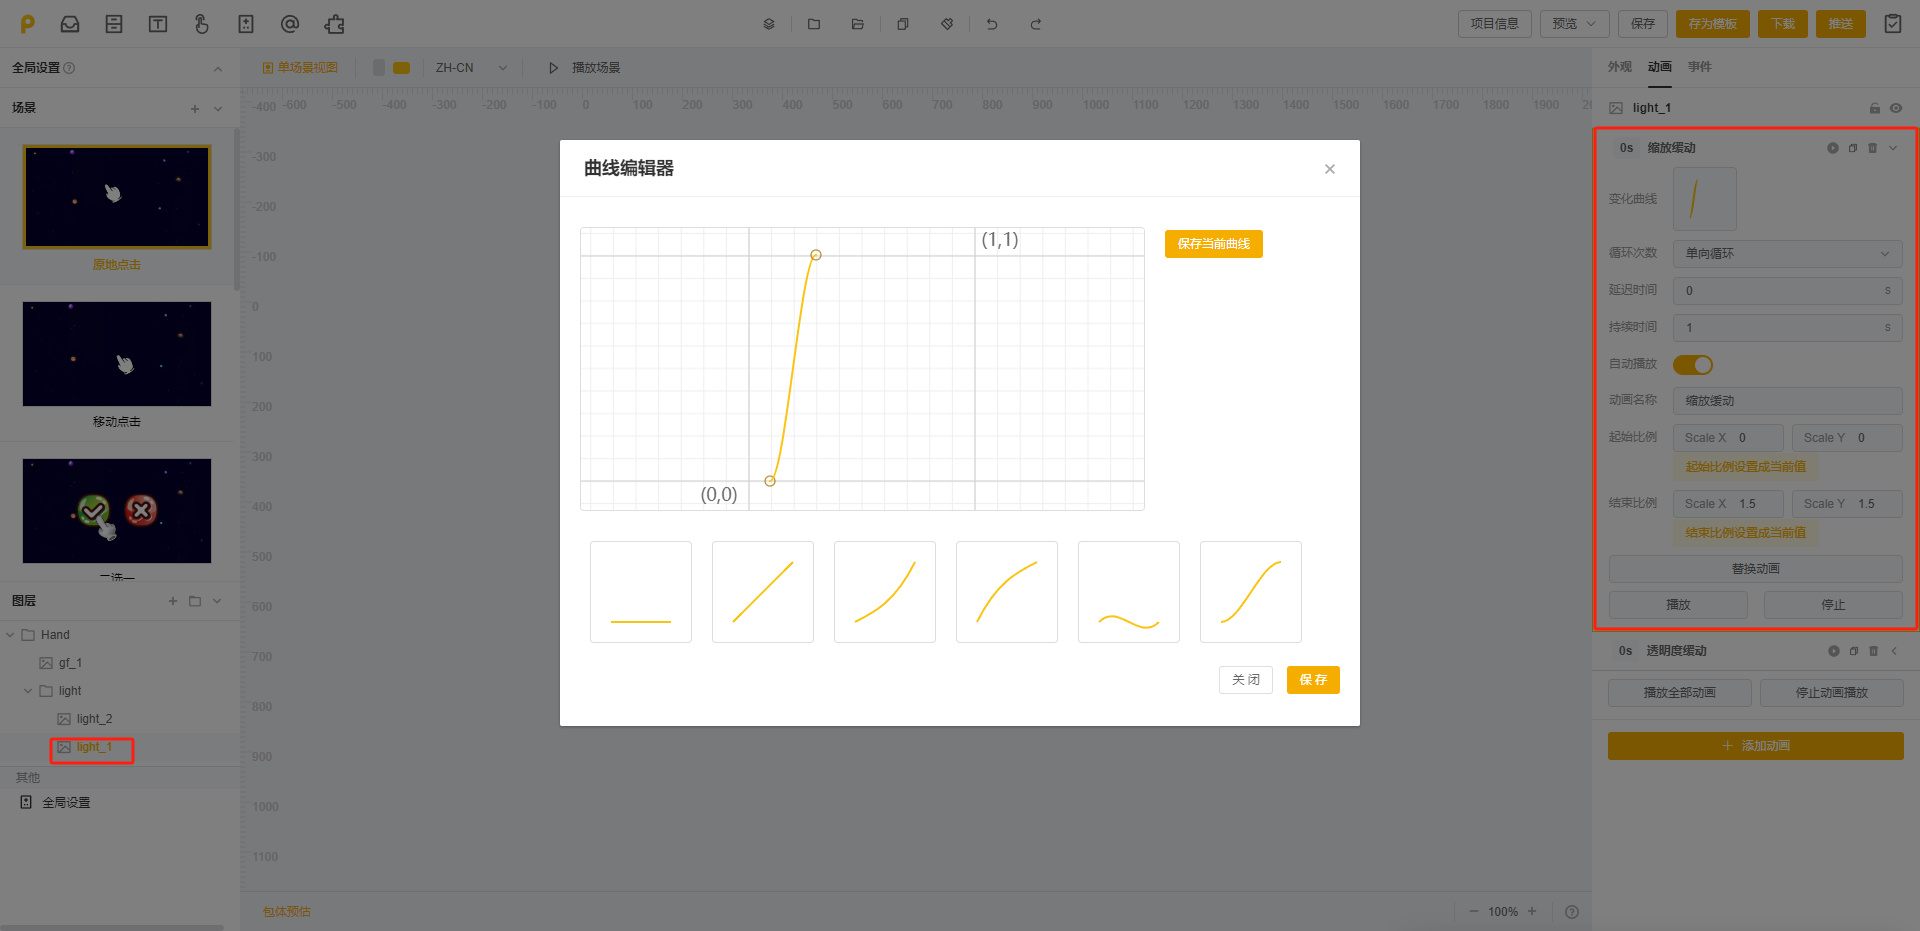 项目信息
预览
保存
存为模板
下载
推送
全局设置
单场景视图
ZH-CN
播放场景
外观
动画
事件
场景
-400
-600
-500
-400
-300
-200
-100
0
100
200
300
400
500
600
700
800
900
1000
1100
1200
1300
1400
1500
1600
1700
1800
1900
-300
-200
-100
0
100
200
300
400
500
600
700
800
900
1000
1100
原地点击
移动点击
二选一
图层
Hand
gf_1
light
light_2
light_1
其他
全局设置
曲线编辑器
(1,1)
(0,0)
保存当前曲线
关闭
保存
包体预估
100%
light_1
0s 缩放缓动
变化曲线
循环次数 单向循环
延迟时间 0 s
持续时间 1 s
自动播放
动画名称 缩放缓动
起始比例 Scale X 0 Scale Y 0
起始比例设置成当前值
结束比例 Scale X 1.5 Scale Y 1.5
结束比例设置成当前值
替换动画
播放 停止
0s 透明度缓动
播放全部动画 停止动画播放
添加动画